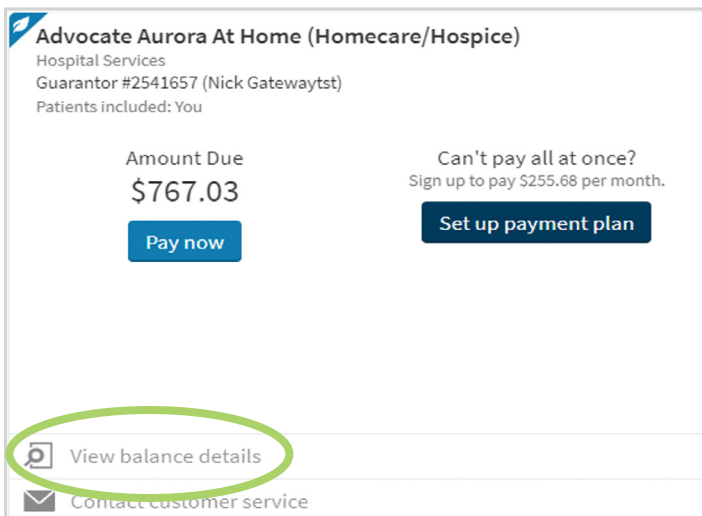 Advocate Aurora At Home (Homecare/Hospice)
Hospital Services
Guarantor #2541657 (Nick Gatewaytst)
Patients included: You
Amount Due
$767.03
Pay now
Can't pay all at once?
Sign up to pay $255.68 per month.
Set up payment plan
View balance details
Contact customer service